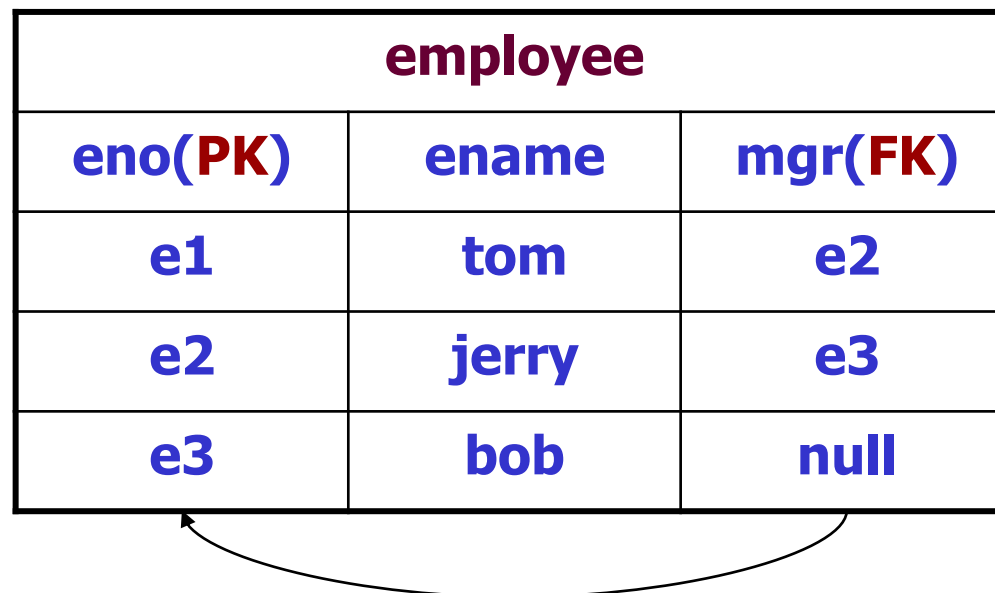 employee
eno(PK) ename mgr(FK)
e1 tom e2
e2 jerry e3
e3 bob null